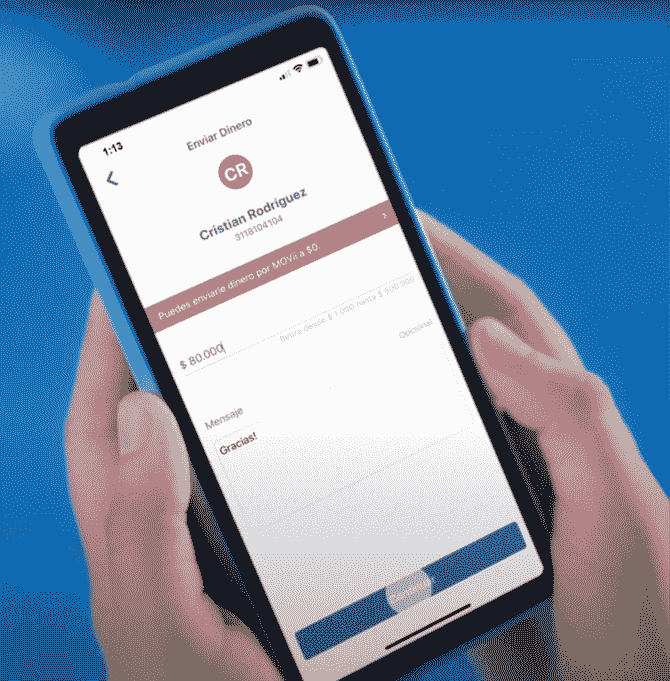 1:13
Enviar Dinero
CR
Cristian Rodríguez
3118104104
Puedes enviarle dinero por MOVii a $0.
$ 80.000
Retire desde $ 1.000 hasta $ 500.000
Opcional
Mensaje
Gracias!